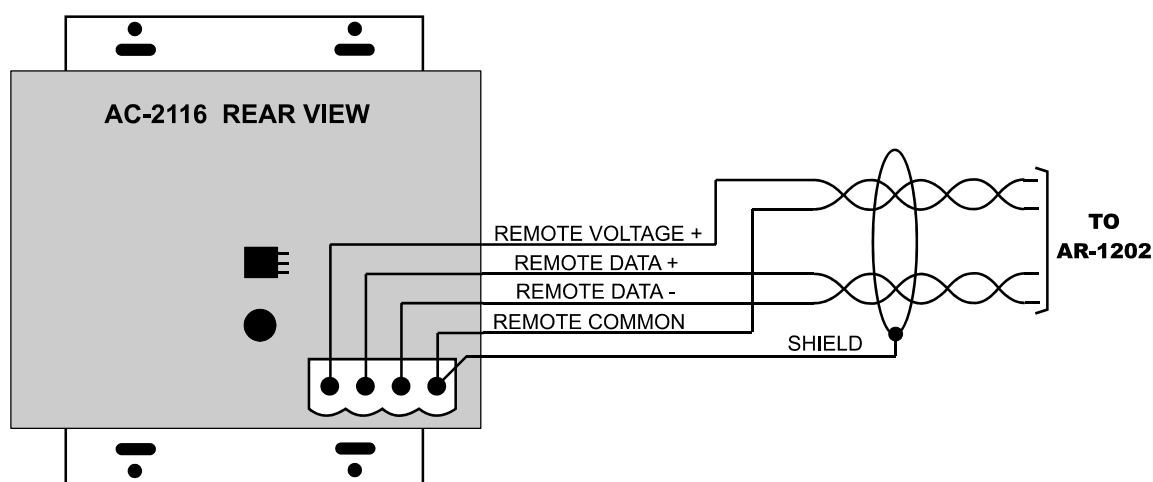 AC-2116 REAR VIEW
REMOTE VOLTAGE +
REMOTE DATA +
REMOTE DATA -
REMOTE COMMON
SHIELD
TO
AR-1202